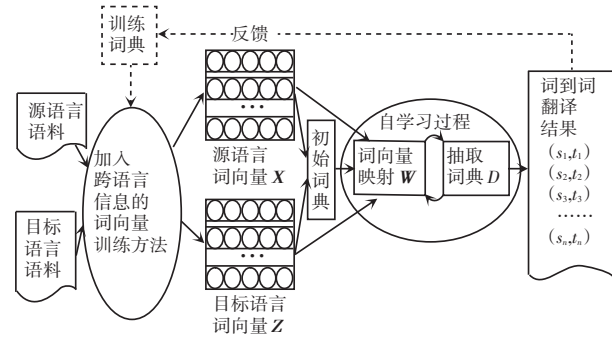 训练
词典
反馈
源语言
语料
目标
语言
语料
加入
跨语言
信息的
词向量
训练方法
...
源语言
词向量 X
...
目标语言
词向量 Z
初始词典
自学习过程
词向量
映射 W
抽取
词典 D
词到词
翻译
结果
(s₁,t₁)
(s₂,t₂)
(s₃,t₃)
……
(sₙ,tₙ)